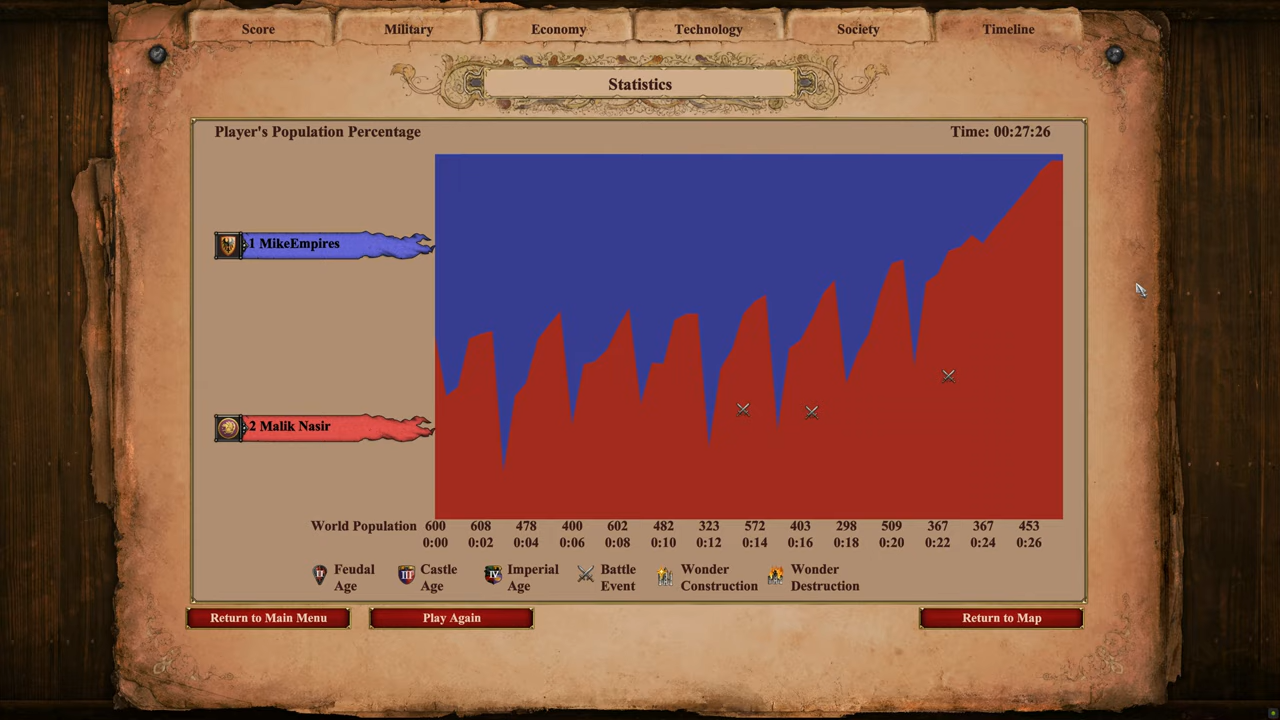 Score Military Economy Technology Society Timeline
Statistics
Player's Population Percentage Time: 00:27:26
1 MikeEmpires
2 Malik Nasir
World Population 600 608 478 400 602 482 323 572 403 298 509 367 367 453
0:00 0:02 0:04 0:06 0:08 0:10 0:12 0:14 0:16 0:18 0:20 0:22 0:24 0:26
II Feudal Age
III Castle Age
IV Imperial Age
Battle Event
Wonder Construction
Wonder Destruction
Return to Main Menu Play Again Return to Map